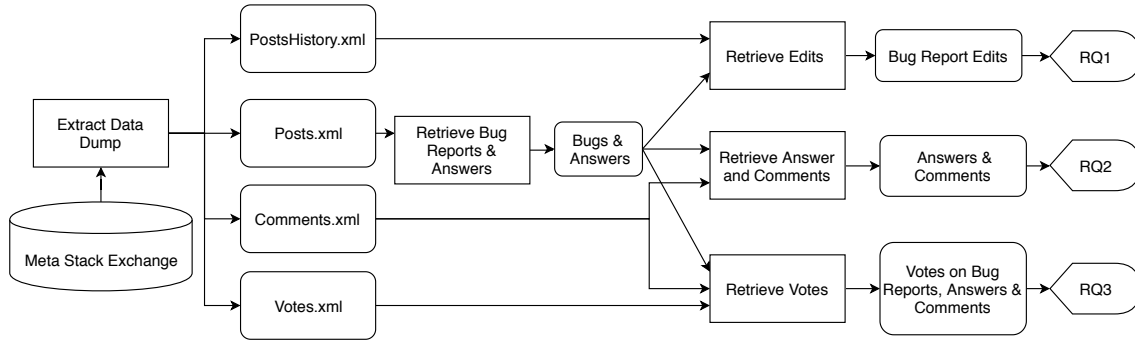 PostsHistory.xml
Retrieve Edits
Bug Report Edits
RQ1
Extract Data
Dump
Posts.xml
Retrieve Bug
Reports &
Answers
Bugs &
Answers
Retrieve Answer
and Comments
Answers &
Comments
RQ2
Meta Stack Exchange
Comments.xml
Votes.xml
Retrieve Votes
Votes on Bug
Reports, Answers &
Comments
RQ3